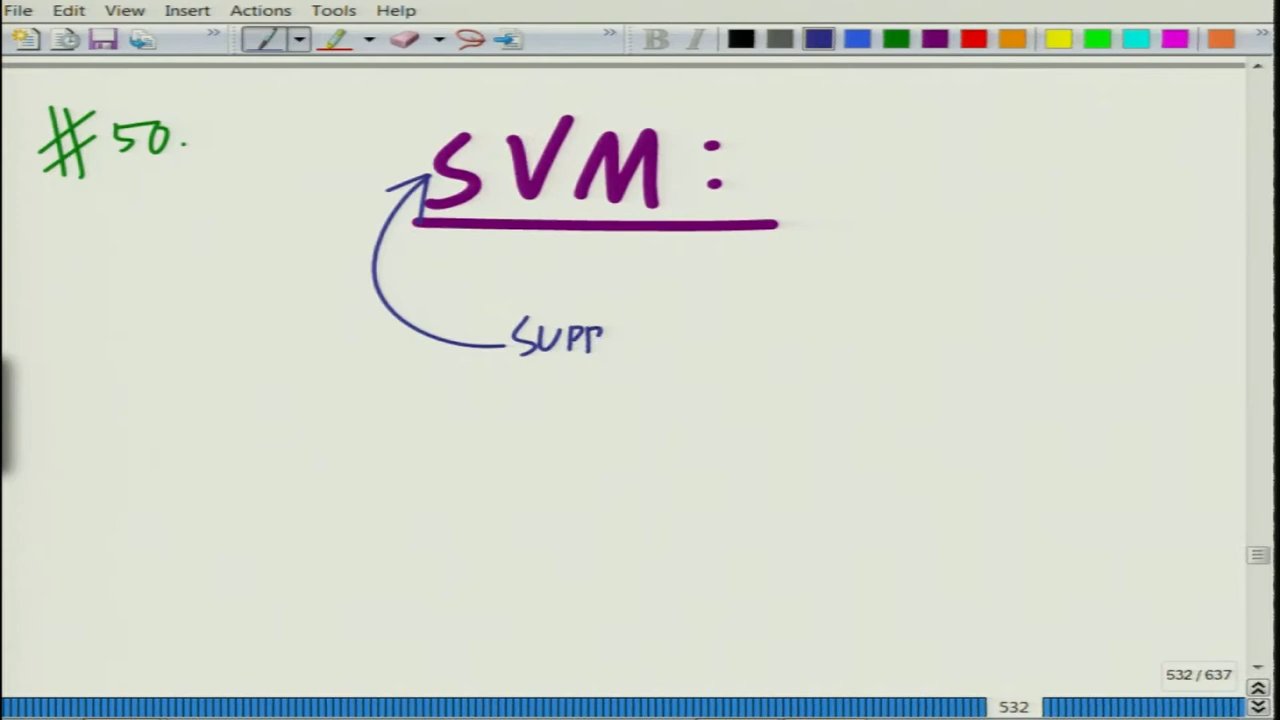 File Edit View Insert Actions Tools Help
B I
#50.
SVM:
SUPP
532 / 637
532